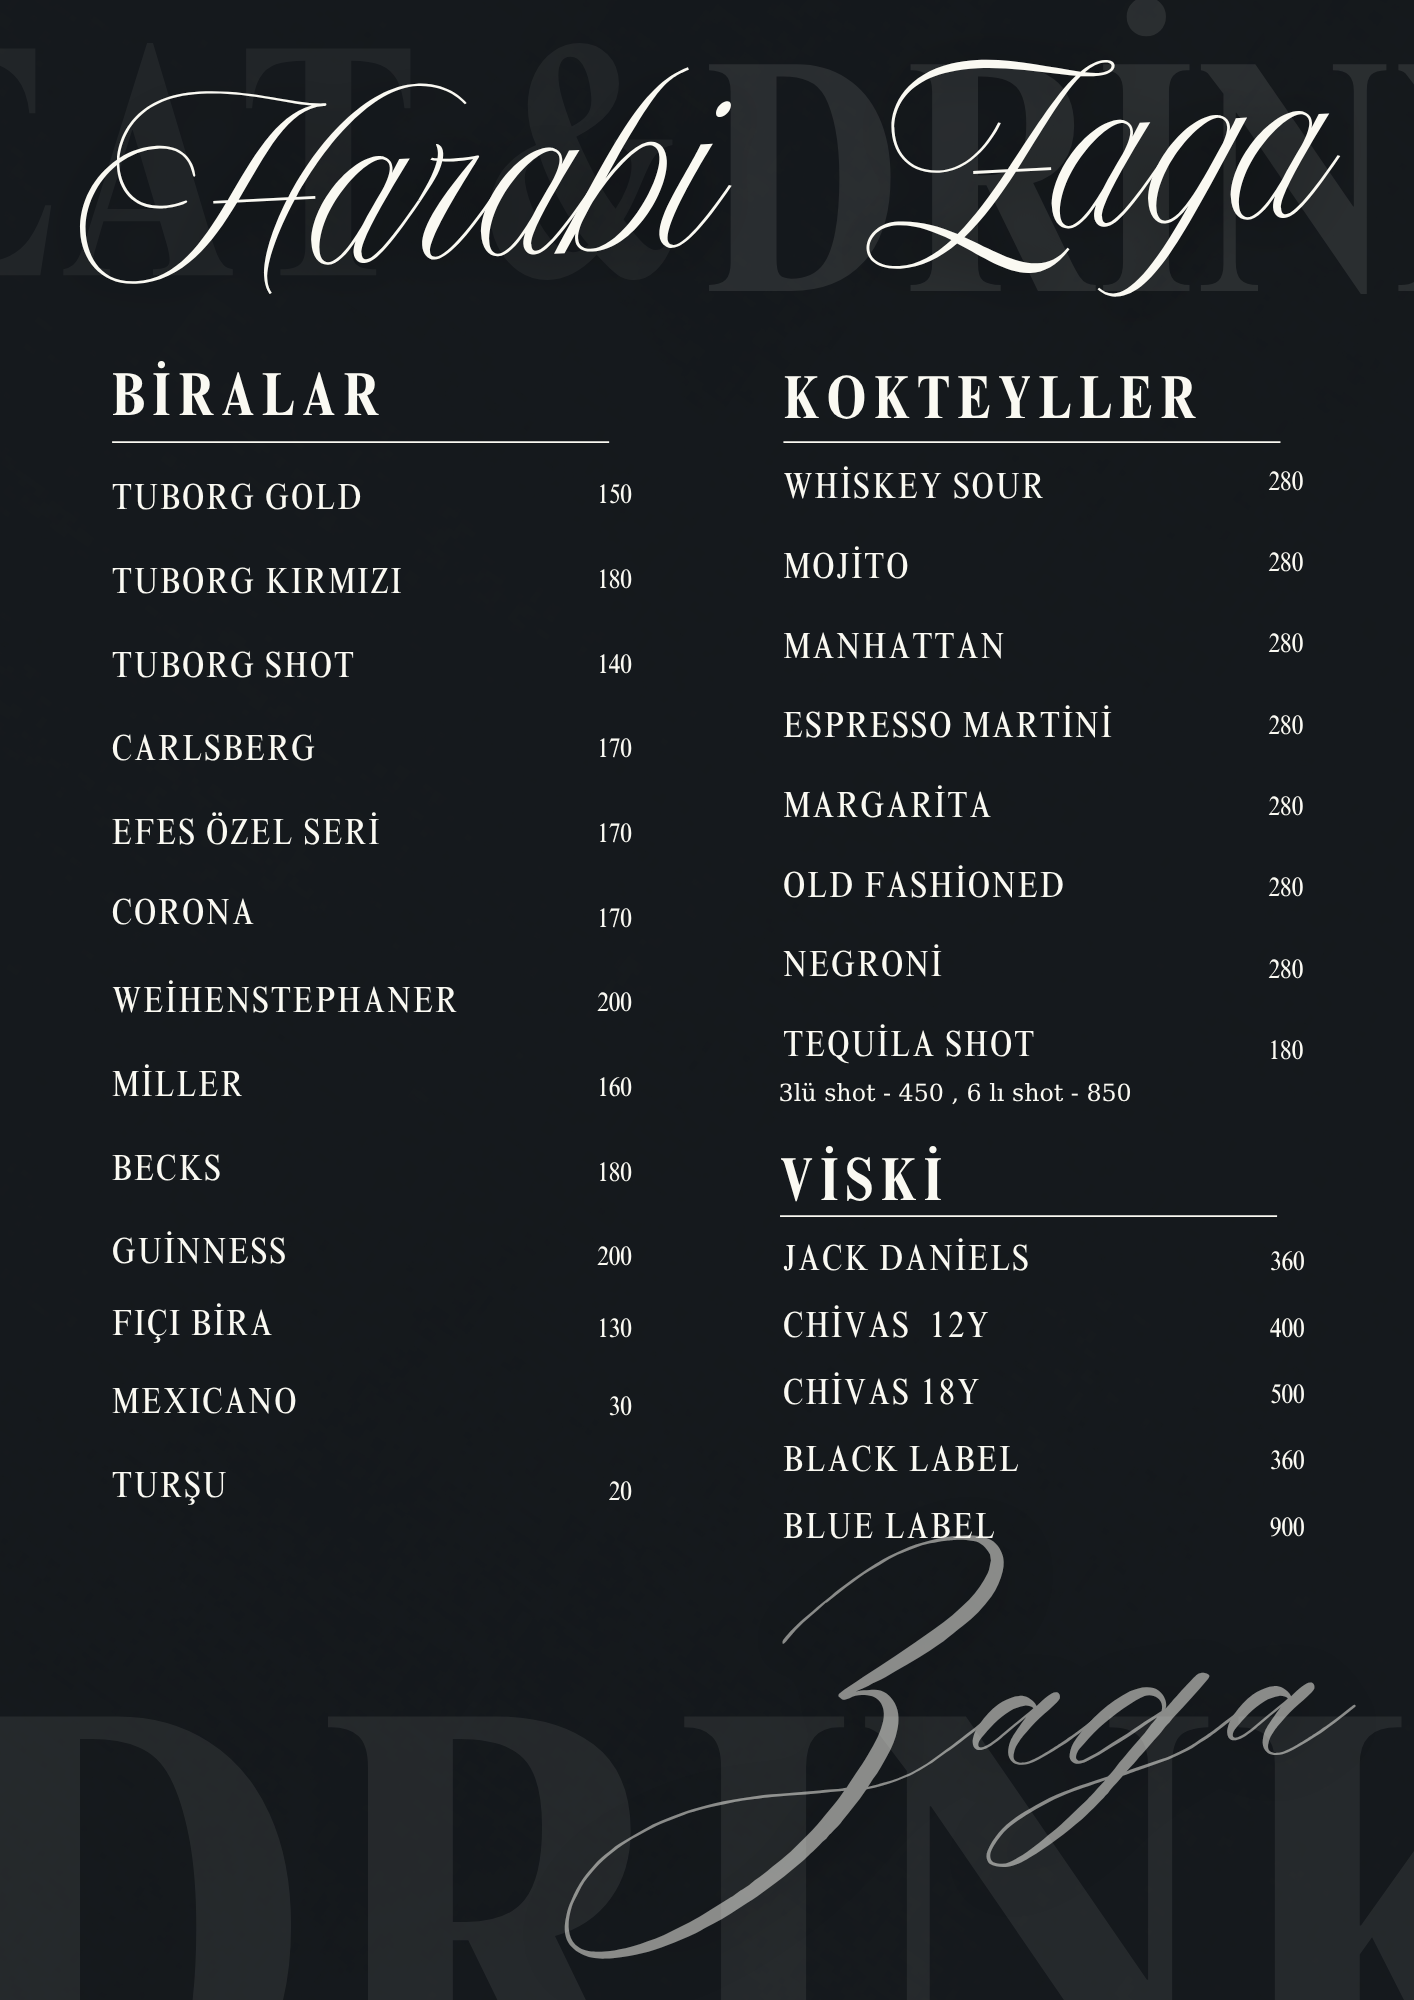 EAT & DRİNK
Harabi Zaga
BİRALAR
TUBORG GOLD 150
TUBORG KIRMIZI 180
TUBORG SHOT 140
CARLSBERG 170
EFES ÖZEL SERİ 170
CORONA 170
WEİHENSTEPHANER 200
MİLLER 160
BECKS 180
GUİNNESS 200
FIÇI BİRA 130
MEXICANO 30
TURŞU 20
KOKTEYLLER
WHİSKEY SOUR 280
MOJİTO 280
MANHATTAN 280
ESPRESSO MARTİNİ 280
MARGARİTA 280
OLD FASHİONED 280
NEGRONİ 280
TEQUİLA SHOT 180
3lü shot - 450 , 6 lı shot - 850
VİSKİ
JACK DANİELS 360
CHİVAS 12Y 400
CHİVAS 18Y 500
BLACK LABEL 360
BLUE LABEL 900
Zaga
DRINK